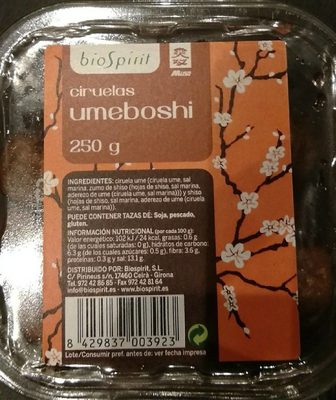 bioSpirit
Muso
ciruelas
umeboshi
250 g
INGREDIENTES: ciruela ume (ciruela ume, sal
marina, zumo de shiso (hojas de shiso, sal marina,
aderezo de ume (ciruela ume, sal marina))) y shiso
(hojas de shiso, sal marina, aderezo de ume (ciruela
ume, sal marina)).
PUEDE CONTENER TAZAS DE: Soja, pescado,
gluten.
INFORMACIÓN NUTRICIONAL (por cada 100 g):
Valor energético: 102 kJ / 24 kcal, grasas: 0.6 g
(de las cuales saturadas: 0 g), hidratos de carbono:
6.3 g (de los cuales azúcares: 0.5 g), fibra: 3.6 g,
proteínas: 0.3 g y sal: 13.1 g.
DISTRIBUIDO POR: Biospirit, S.L.
C/ Pirineus s/n, 17460 Celrà - Girona
Tel. 972 42 86 85 - Fax 972 42 81 64
info@biospirit.es www.biospirit.es
8 429837 003923
Lote/Consumir pref. antes de: ver fecha impresa